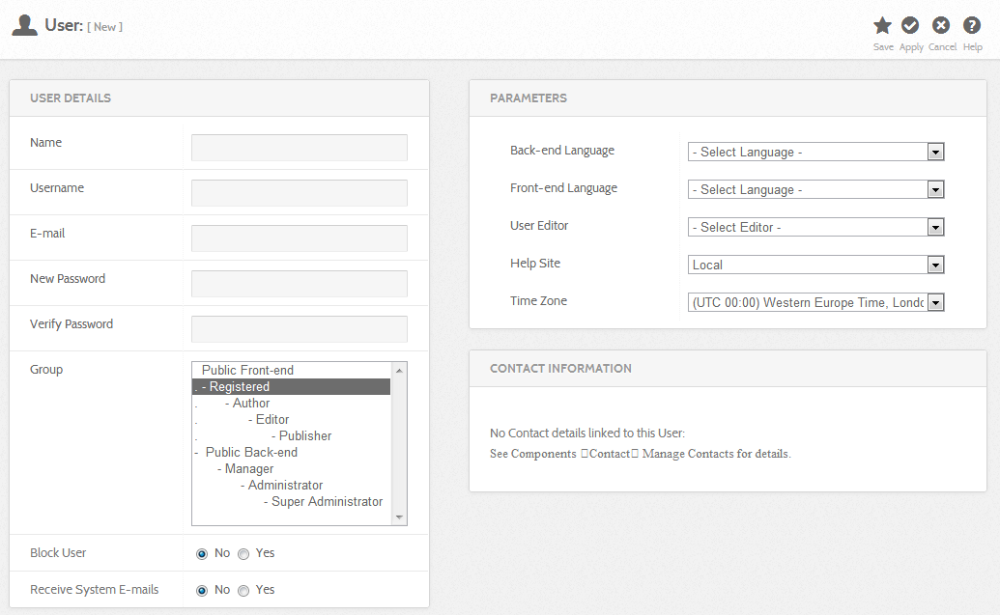 User: [ New ]
Save Apply Cancel Help
USER DETAILS
Name
Username
E-mail
New Password
Verify Password
Group
Public Front-end
. - Registered
. - Author
. - Editor
. - Publisher
- Public Back-end
- Manager
- Administrator
- Super Administrator
Block User
No Yes
Receive System E-mails
No Yes
PARAMETERS
Back-end Language
- Select Language -
Front-end Language
- Select Language -
User Editor
- Select Editor -
Help Site
Local
Time Zone
(UTC 00:00) Western Europe Time, Londo
CONTACT INFORMATION
No Contact details linked to this User:
See Components Contact Manage Contacts for details.